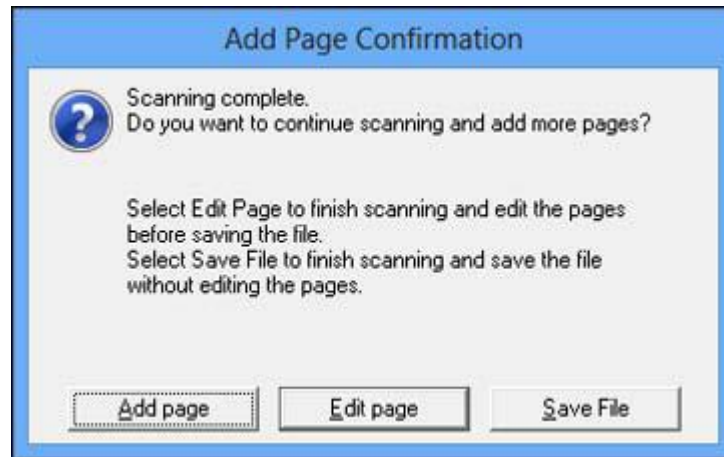 Add Page Confirmation
Scanning complete.
Do you want to continue scanning and add more pages?
Select Edit Page to finish scanning and edit the pages
before saving the file.
Select Save File to finish scanning and save the file
without editing the pages.
Add page
Edit page
Save File